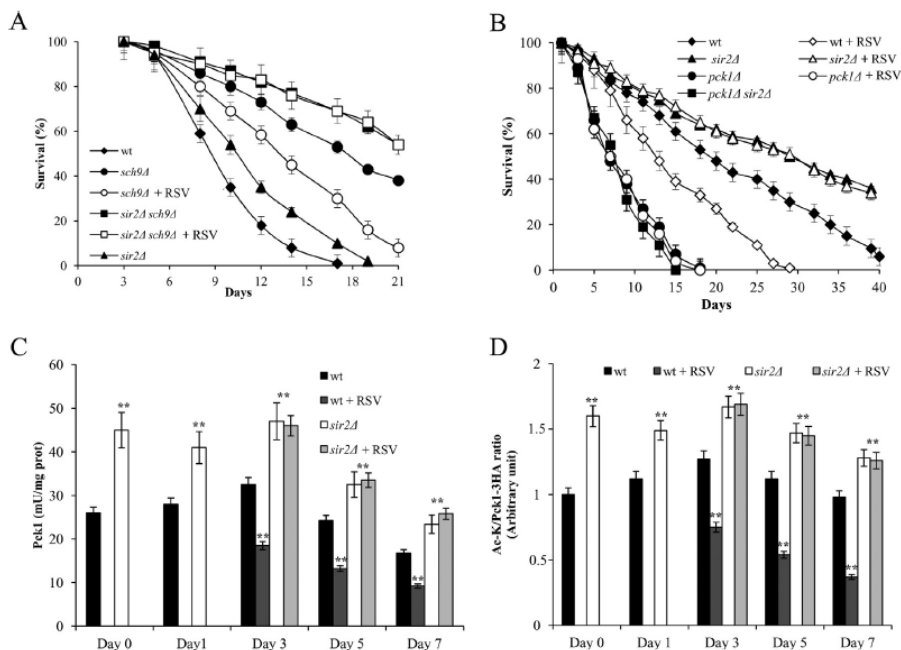 A
100
80
60
40
20
0
Survival (%)
wt
sch9Δ
sch9Δ + RSV
sir2Δ sch9Δ
sir2Δ sch9Δ + RSV
sir2Δ
0 3 6 9 12 15 18 21
Days
B
wt
wt + RSV
sir2Δ
sir2Δ + RSV
pck1Δ
pck1Δ + RSV
pck1Δ sir2Δ
100
80
60
40
20
0
Survival (%)
0 5 10 15 20 25 30 35 40
Days
C
60
50
40
30
20
10
0
Pck1 (mU/mg prot)
wt
wt + RSV
sir2Δ
sir2Δ + RSV
** ** ** ** ** ** ** **
Day 0 Day1 Day 3 Day 5 Day 7
D
wt wt + RSV sir2Δ sir2Δ + RSV
2
1.5
1
0.5
0
Ac-K/Pck1-3HA ratio
(Arbitrary unit)
** ** ** ** ** ** ** **
Day 0 Day 1 Day 3 Day 5 Day 7